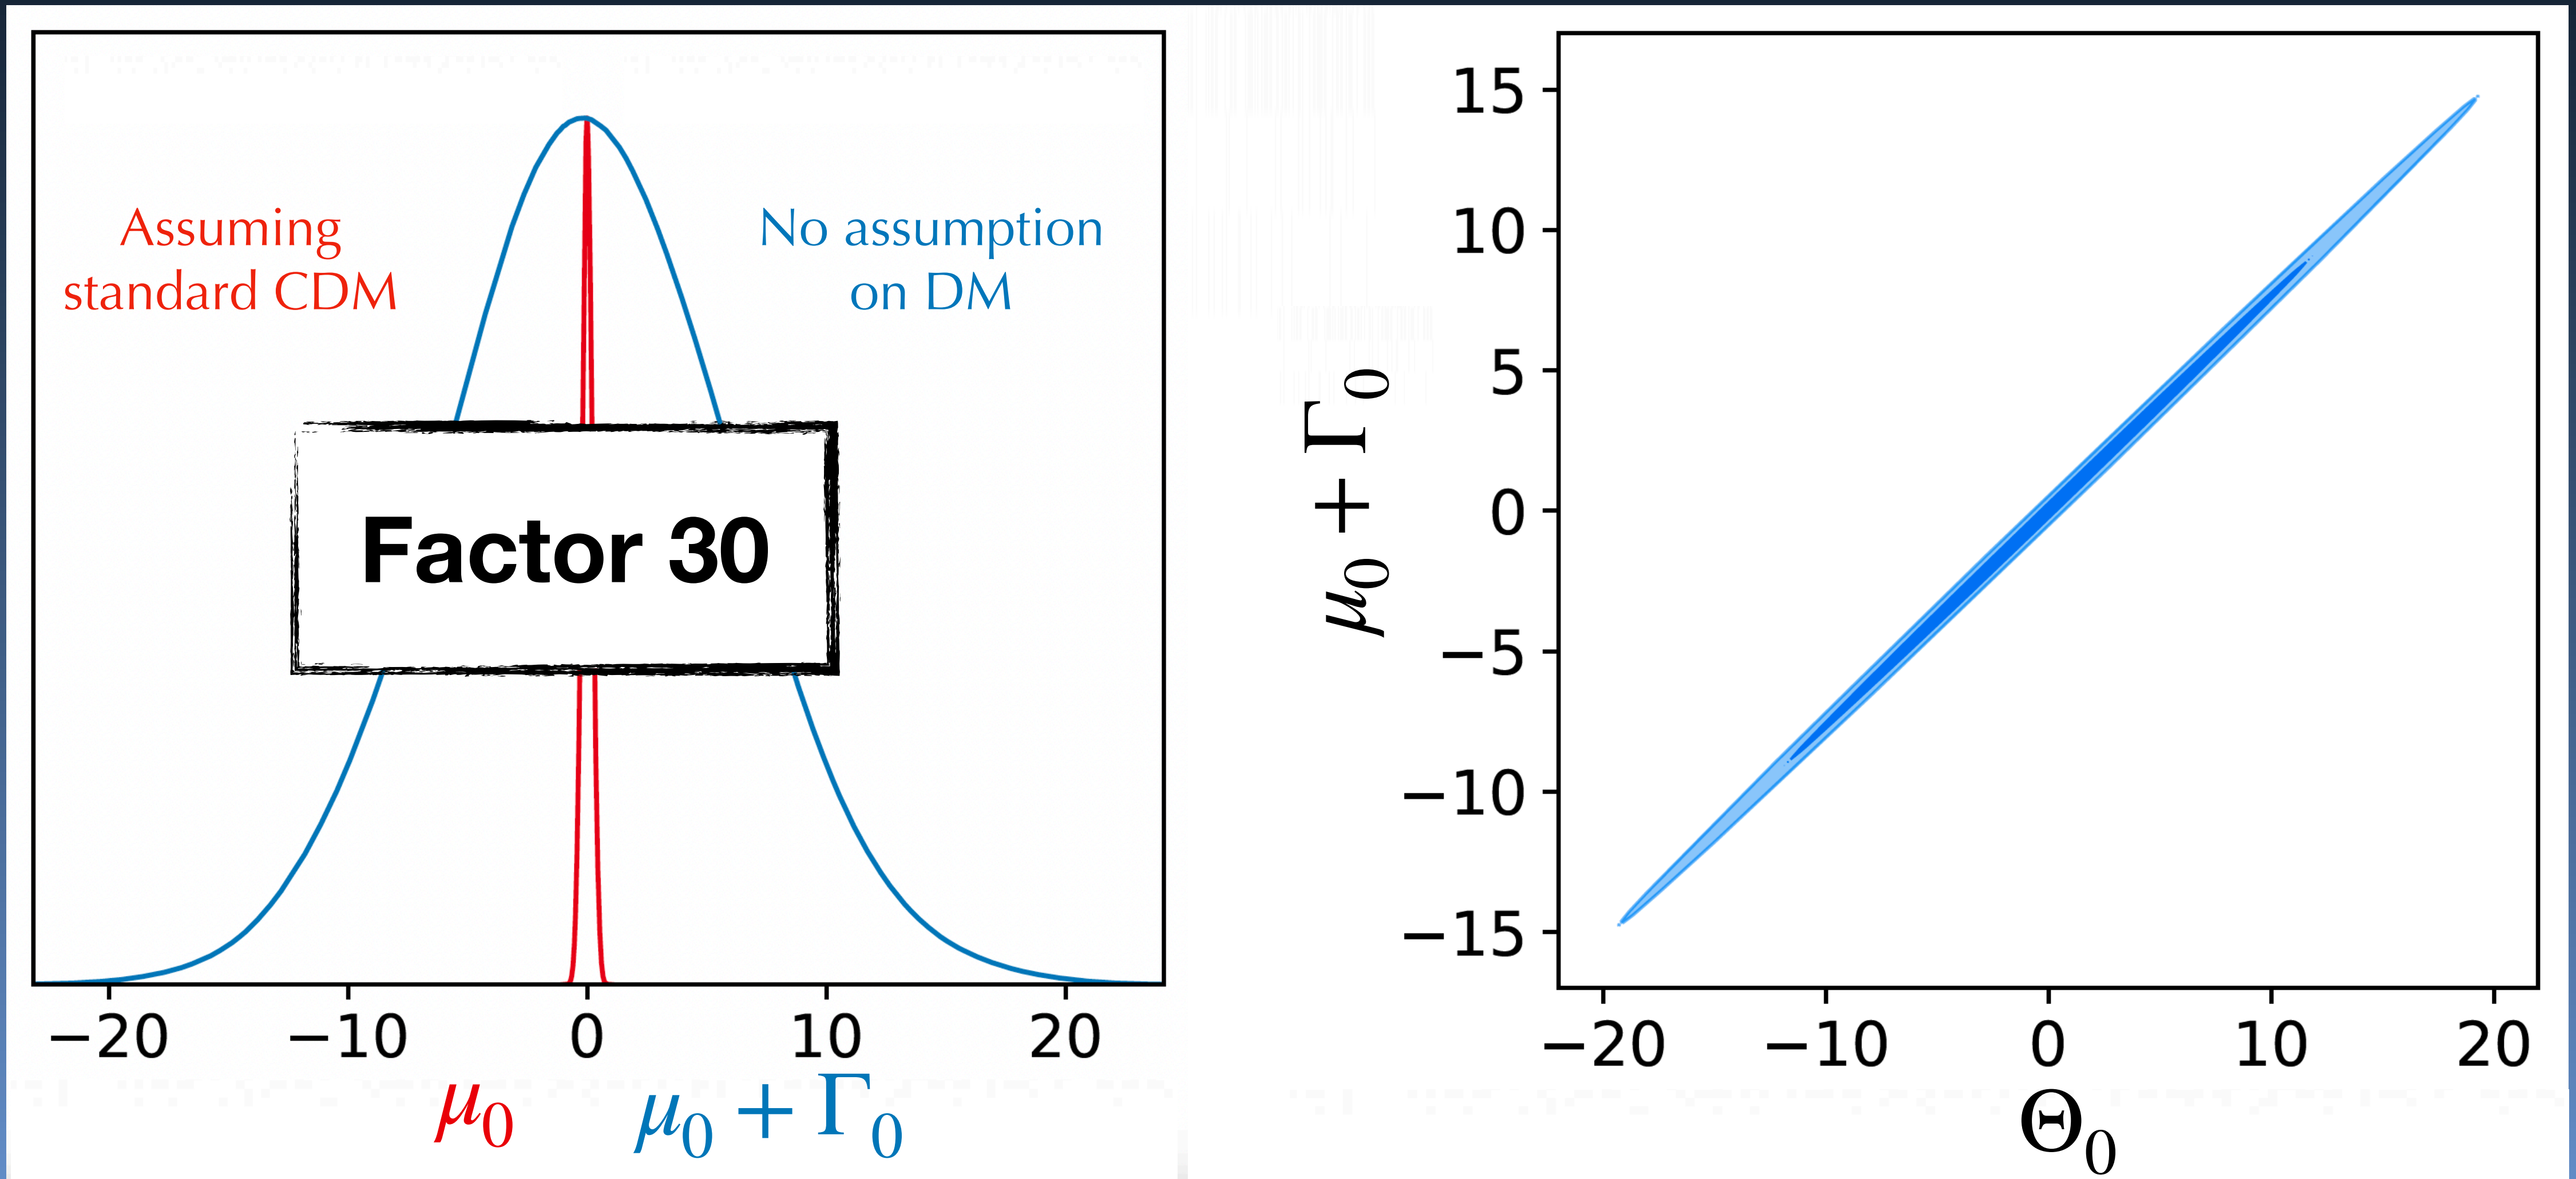 Assuming
standard CDM
No assumption
on DM
Factor 30
−20 −10 0 10 20
μ₀ μ₀ + Γ₀
15
10
5
0
−5
−10
−15
μ₀ + Γ₀
−20 −10 0 10 20
Θ₀